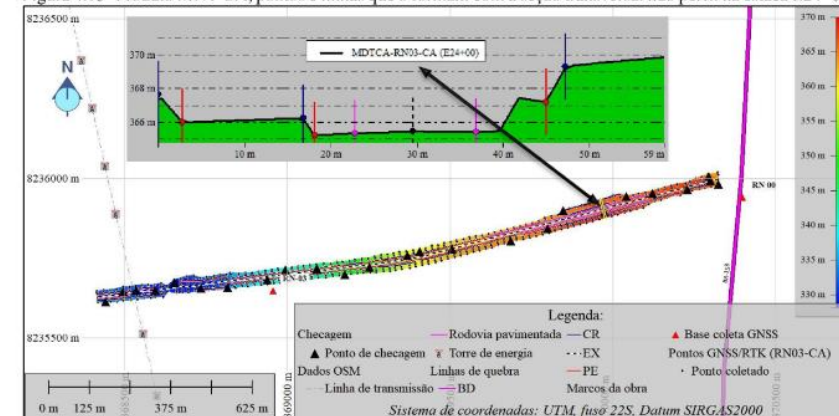 8236500 m
370 m
MDTCA-RN03-CA (E24+00)
370 m
368 m
366 m
10 m
20 m
30 m
40 m
50 m
59 m
N
365 m
360 m
355 m
350 m
345 m
340 m
335 m
330 m
8236000 m
RN 00
RN-03
8235500 m
Legenda:
Checagem
Rodovia pavimentada
CR
Base coleta GNSS
Ponto de checagem
Torre de energia
EX
Pontos GNSS/RTK (RN03-CA)
Dados OSM
Linhas de quebra
PE
Ponto coletado
Linha de transmissão
BD
Marcos da obra
0 m 125 m 375 m 625 m
Sistema de coordenadas: UTM, fuso 22S, Datum SIRGAS2000